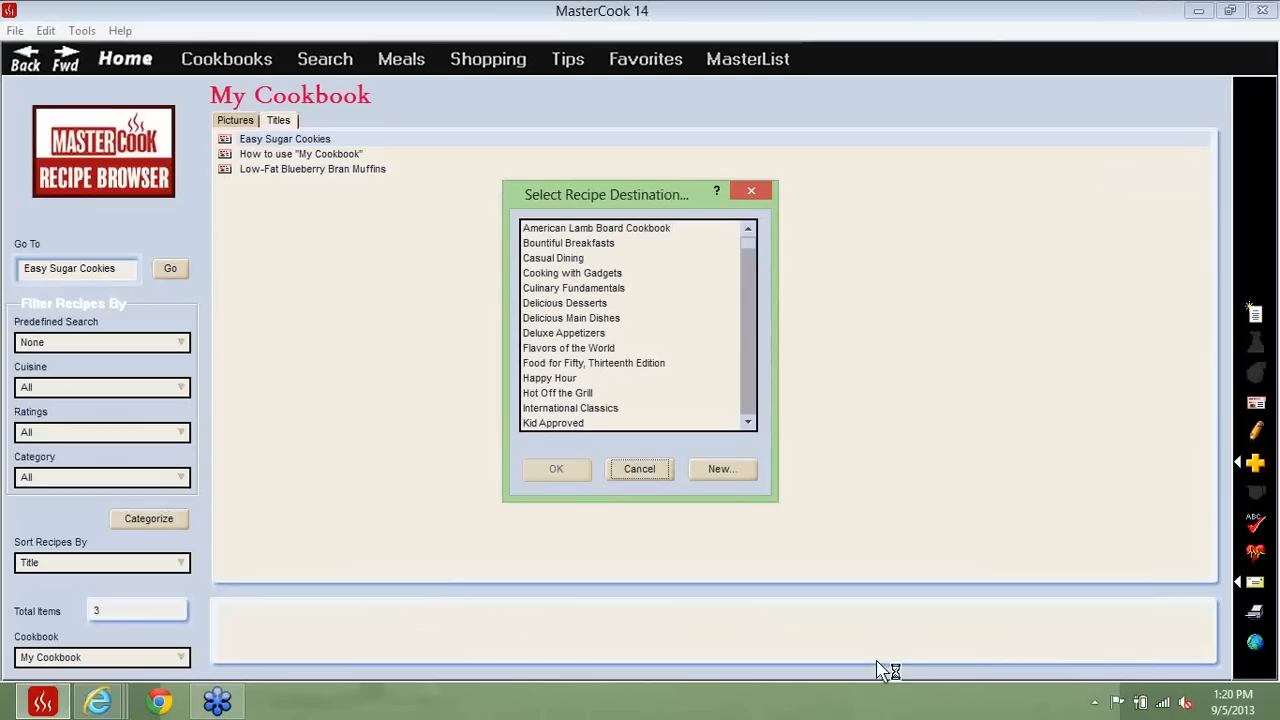 MasterCook 14
File Edit Tools Help
Back Fwd Home Cookbooks Search Meals Shopping Tips Favorites MasterList
My Cookbook
Pictures Titles
Easy Sugar Cookies
How to use "My Cookbook"
Low-Fat Blueberry Bran Muffins
MASTERCOOK
RECIPE BROWSER
Go To
Easy Sugar Cookies Go
Filter Recipes By
Predefined Search
None
Cuisine
All
Ratings
All
Category
All
Categorize
Sort Recipes By
Title
Total Items 3
Cookbook
My Cookbook
Select Recipe Destination... ?
American Lamb Board Cookbook
Bountiful Breakfasts
Casual Dining
Cooking with Gadgets
Culinary Fundamentals
Delicious Desserts
Delicious Main Dishes
Deluxe Appetizers
Flavors of the World
Food for Fifty, Thirteenth Edition
Happy Hour
Hot Off the Grill
International Classics
Kid Approved
OK Cancel New...
ABC
1:20 PM
9/5/2013